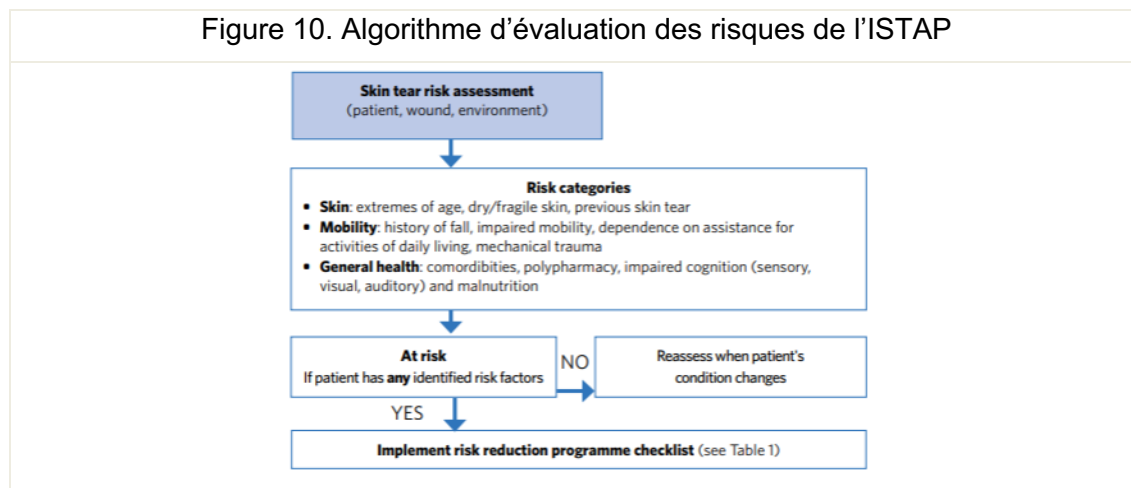 Figure 10. Algorithme d’évaluation des risques de l’ISTAP
Skin tear risk assessment
(patient, wound, environment)
Risk categories
• Skin: extremes of age, dry/fragile skin, previous skin tear
• Mobility: history of fall, impaired mobility, dependence on assistance for
activities of daily living, mechanical trauma
• General health: comordibities, polypharmacy, impaired cognition (sensory,
visual, auditory) and malnutrition
At risk
If patient has any identified risk factors
NO
Reassess when patient's
condition changes
YES
Implement risk reduction programme checklist (see Table 1)